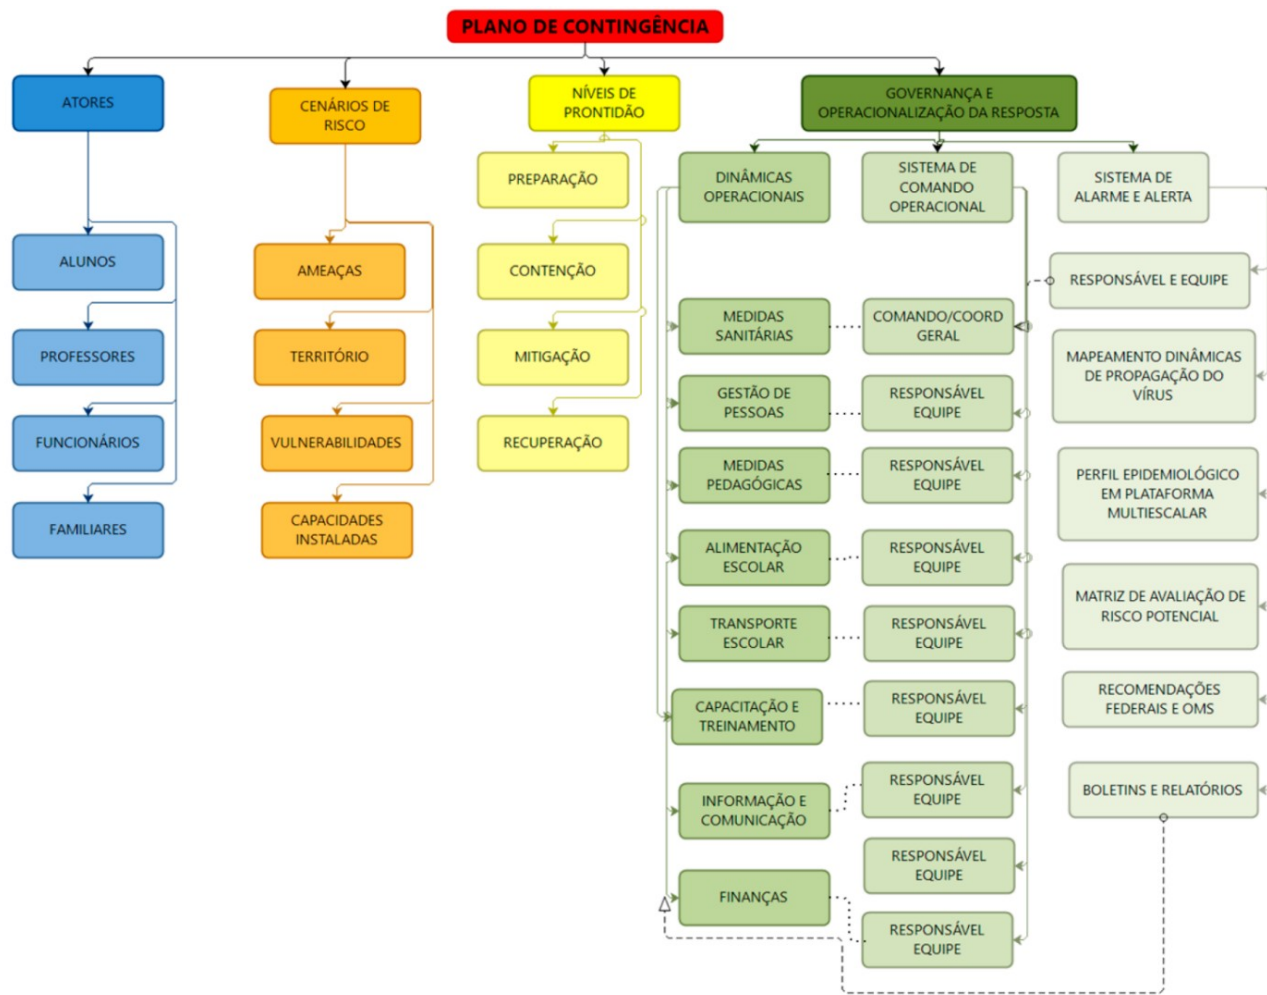 PLANO DE CONTINGÊNCIA
ATORES
ALUNOS
PROFESSORES
FUNCIONÁRIOS
FAMILIARES
CENÁRIOS DE
RISCO
AMEAÇAS
TERRITÓRIO
VULNERABILIDADES
CAPACIDADES
INSTALADAS
NÍVEIS DE
PRONTIDÃO
PREPARAÇÃO
CONTENÇÃO
MITIGAÇÃO
RECUPERAÇÃO
GOVERNANÇA E
OPERACIONALIZAÇÃO DA RESPOSTA
DINÂMICAS
OPERACIONAIS
MEDIDAS
SANITÁRIAS
GESTÃO DE
PESSOAS
MEDIDAS
PEDAGÓGICAS
ALIMENTAÇÃO
ESCOLAR
TRANSPORTE
ESCOLAR
CAPACITAÇÃO E
TREINAMENTO
INFORMAÇÃO E
COMUNICAÇÃO
FINANÇAS
SISTEMA DE
COMANDO
OPERACIONAL
COMANDO/COORD
GERAL
RESPONSÁVEL
EQUIPE
RESPONSÁVEL
EQUIPE
RESPONSÁVEL
EQUIPE
RESPONSÁVEL
EQUIPE
RESPONSÁVEL
EQUIPE
RESPONSÁVEL
EQUIPE
RESPONSÁVEL
EQUIPE
RESPONSÁVEL
EQUIPE
SISTEMA DE
ALARME E ALERTA
RESPONSÁVEL E EQUIPE
MAPEAMENTO DINÂMICAS
DE PROPAGAÇÃO DO
VÍRUS
PERFIL EPIDEMIOLÓGICO
EM PLATAFORMA
MULTIESCALAR
MATRIZ DE AVALIAÇÃO DE
RISCO POTENCIAL
RECOMENDAÇÕES
FEDERAIS E OMS
BOLETINS E RELATÓRIOS